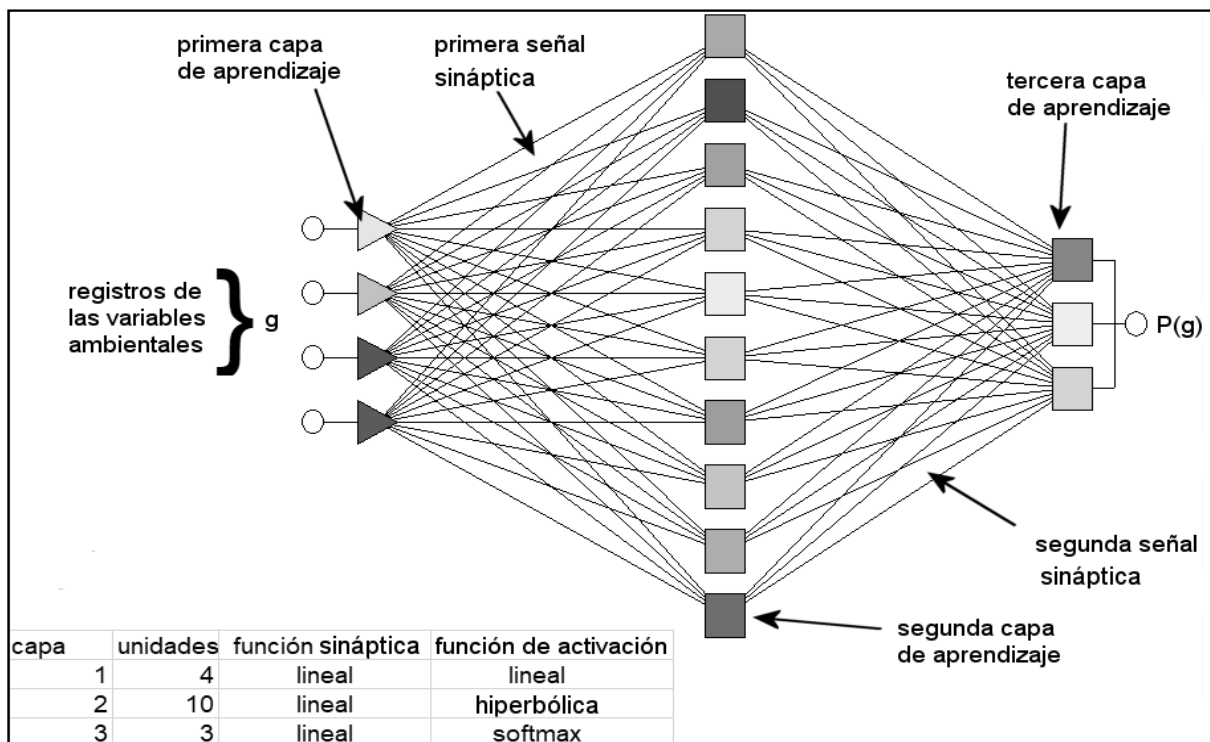 primera capa
de aprendizaje
primera señal
sináptica
tercera capa
de aprendizaje
registros de
las variables
ambientales
} g
P(g)
segunda señal
sináptica
segunda capa
de aprendizaje
capa unidades función sináptica función de activación
1 4 lineal lineal
2 10 lineal hiperbólica
3 3 lineal softmax